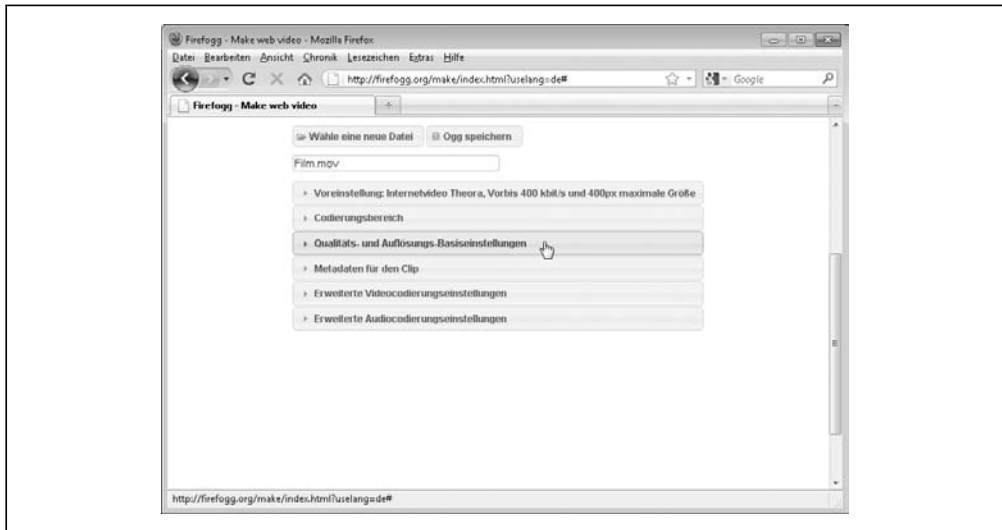 Firefogg - Make web video - Mozilla Firefox
Datei Bearbeiten Ansicht Chronik Lesezeichen Extras Hilfe
http://firefogg.org/make/index.html?uselang=de#
Google
Firefogg - Make web video
Wähle eine neue Datei
Ogg speichern
Film.mov
Voreinstellung: Internetvideo Theora, Vorbis 400 kbit/s und 400px maximale Größe
Codierungsbereich
Qualitäts- und Auflösungs-Basiseinstellungen
Metadaten für den Clip
Erweiterte Videocodierungseinstellungen
Erweiterte Audiocodierungseinstellungen
http://firefogg.org/make/index.html?uselang=de#